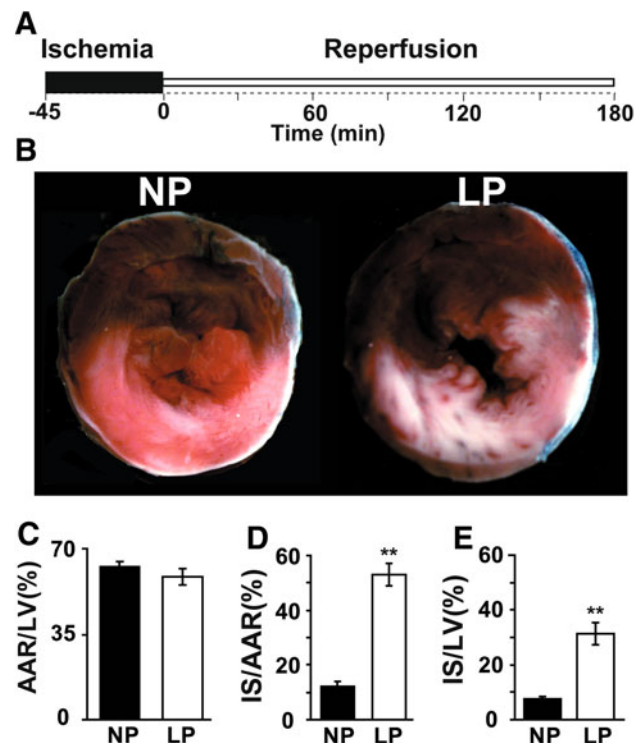 A
Ischemia Reperfusion
-45 0 60 120 180
Time (min)
B
NP LP
C
70
35
0
AAR/LV(%)
NP LP
D
60
40
20
0
IS/AAR(%)
**
NP LP
E
60
40
20
0
IS/LV(%)
**
NP LP